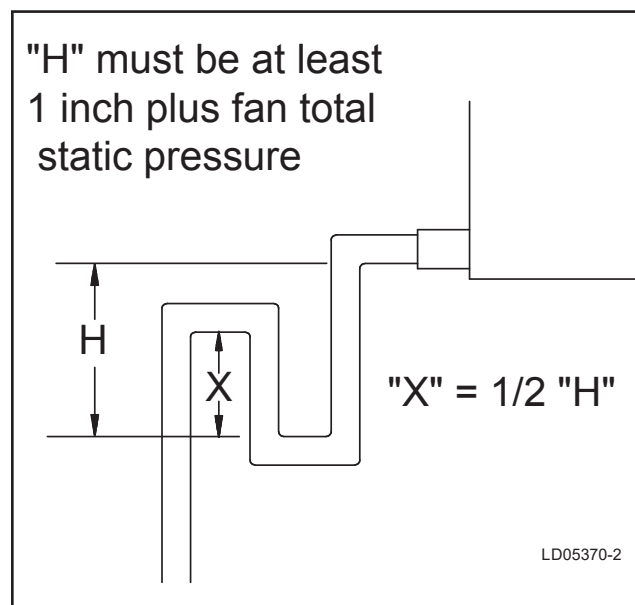 "H" must be at least
1 inch plus fan total
static pressure
H
X
"X" = 1/2 "H"
LD05370-2